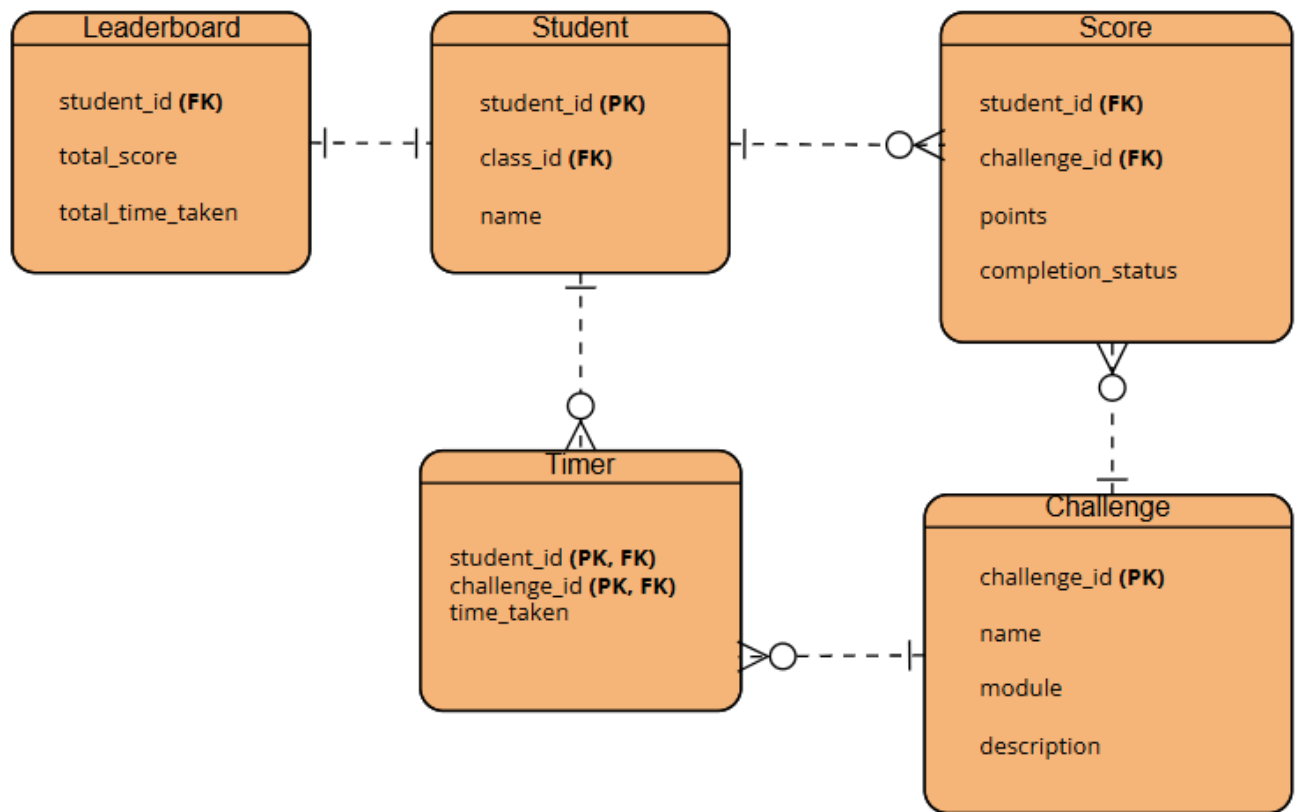 Leaderboard
student_id (FK)
total_score
total_time_taken
Student
student_id (PK)
class_id (FK)
name
Score
student_id (FK)
challenge_id (FK)
points
completion_status
Timer
student_id (PK, FK)
challenge_id (PK, FK)
time_taken
Challenge
challenge_id (PK)
name
module
description